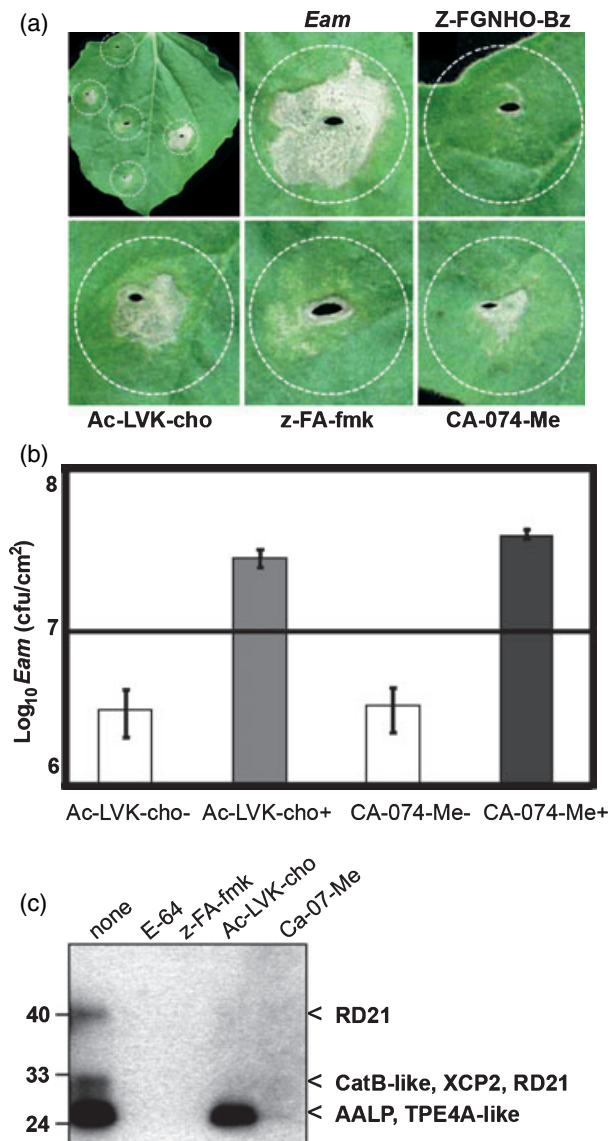 (a)
Eam
Z-FGNHO-Bz
Ac-LVK-cho
z-FA-fmk
CA-074-Me
(b)
Log10 Eam (cfu/cm2)
8
7
6
Ac-LVK-cho-
Ac-LVK-cho+
CA-074-Me-
CA-074-Me+
(c)
none
E-64
z-FA-fmk
Ac-LVK-cho
Ca-07-Me
40
< RD21
33
< CatB-like, XCP2, RD21
24
< AALP, TPE4A-like